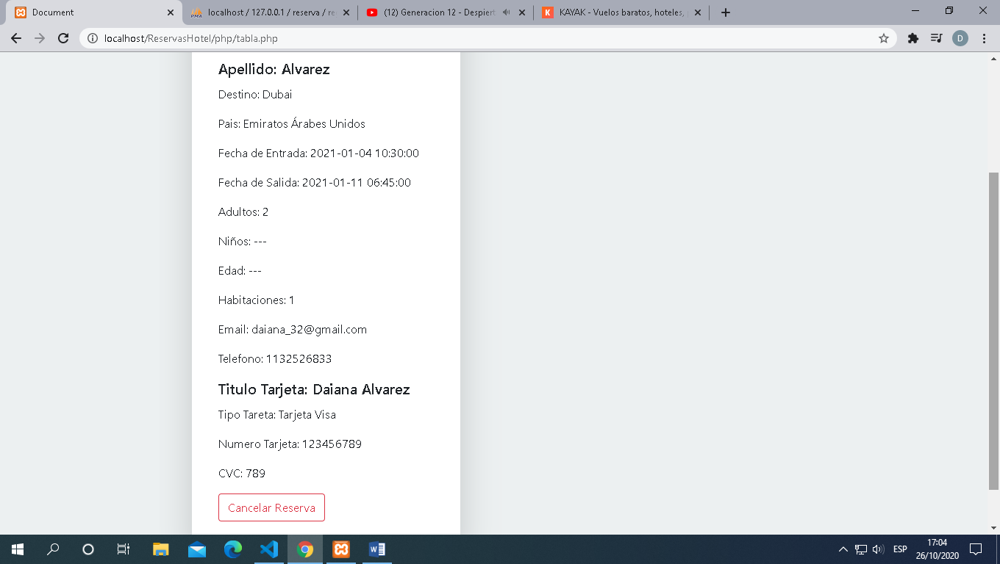 Document
localhost / 127.0.0.1 / reserva / re
(12) Generacion 12 - Despiert
KAYAK - Vuelos baratos, hoteles,
localhost/ReservasHotel/php/tabla.php
D
Apellido: Alvarez
Destino: Dubai
Pais: Emiratos Árabes Unidos
Fecha de Entrada: 2021-01-04 10:30:00
Fecha de Salida: 2021-01-11 06:45:00
Adultos: 2
Niños: ---
Edad: ---
Habitaciones: 1
Email: daiana_32@gmail.com
Telefono: 1132526833
Titulo Tarjeta: Daiana Alvarez
Tipo Tareta: Tarjeta Visa
Numero Tarjeta: 123456789
CVC: 789
Cancelar Reserva
ESP
17:04
26/10/2020